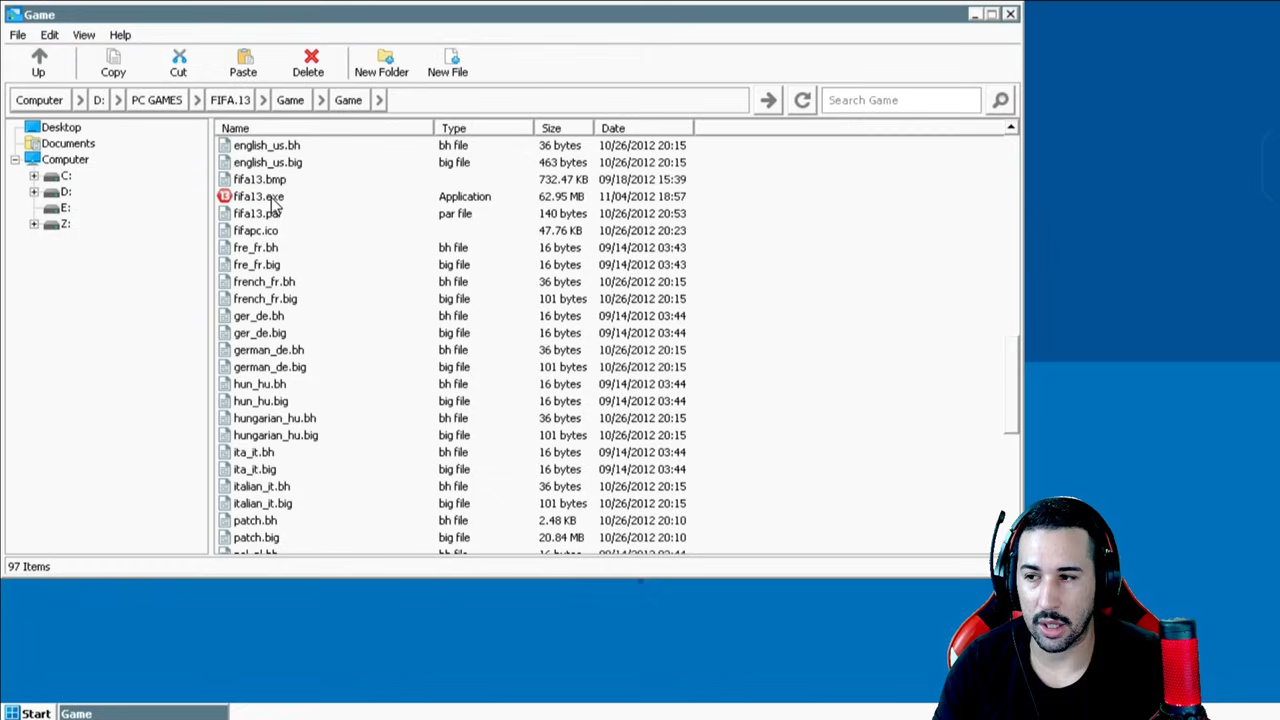 Game
File Edit View Help
Up Copy Cut Paste Delete New Folder New File
Computer D: PC GAMES FIFA.13 Game Game Search Game
Desktop
Documents
Computer
C:
D:
E:
Z:
Name Type Size Date
english_us.bh bh file 36 bytes 10/26/2012 20:15
english_us.big big file 463 bytes 10/26/2012 20:15
fifa13.bmp 732.47 KB 09/18/2012 15:39
fifa13.exe Application 62.95 MB 11/04/2012 18:57
fifa13.par par file 140 bytes 10/26/2012 20:53
fifapc.ico 47.76 KB 10/26/2012 20:23
fre_fr.bh bh file 16 bytes 09/14/2012 03:43
fre_fr.big big file 16 bytes 09/14/2012 03:43
french_fr.bh bh file 36 bytes 10/26/2012 20:15
french_fr.big big file 101 bytes 10/26/2012 20:15
ger_de.bh bh file 16 bytes 09/14/2012 03:44
ger_de.big big file 16 bytes 09/14/2012 03:44
german_de.bh bh file 36 bytes 10/26/2012 20:15
german_de.big big file 101 bytes 10/26/2012 20:15
hun_hu.bh bh file 16 bytes 09/14/2012 03:44
hun_hu.big big file 16 bytes 09/14/2012 03:44
hungarian_hu.bh bh file 36 bytes 10/26/2012 20:15
hungarian_hu.big big file 101 bytes 10/26/2012 20:15
ita_it.bh bh file 16 bytes 09/14/2012 03:44
ita_it.big big file 16 bytes 09/14/2012 03:44
italian_it.bh bh file 36 bytes 10/26/2012 20:15
italian_it.big big file 101 bytes 10/26/2012 20:15
patch.bh bh file 2.48 KB 10/26/2012 20:10
patch.big big file 20.84 MB 10/26/2012 20:10
97 Items
Start Game